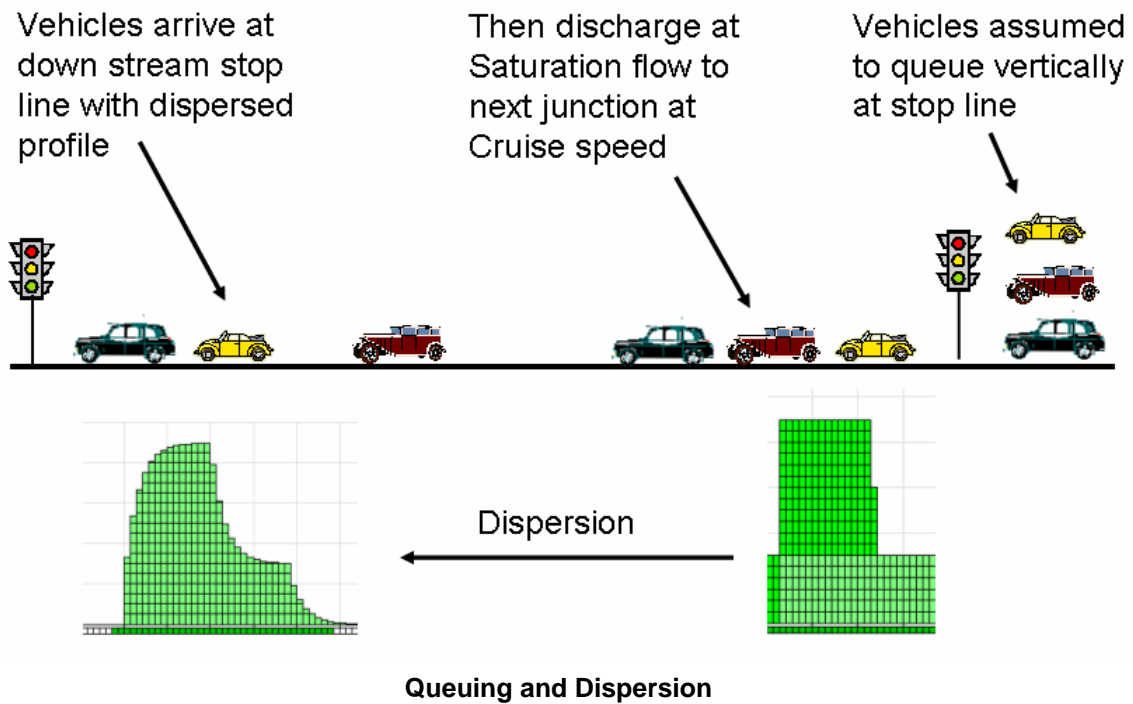 Vehicles arrive at
down stream stop
line with dispersed
profile
Then discharge at
Saturation flow to
next junction at
Cruise speed
Vehicles assumed
to queue vertically
at stop line
Dispersion
Queuing and Dispersion